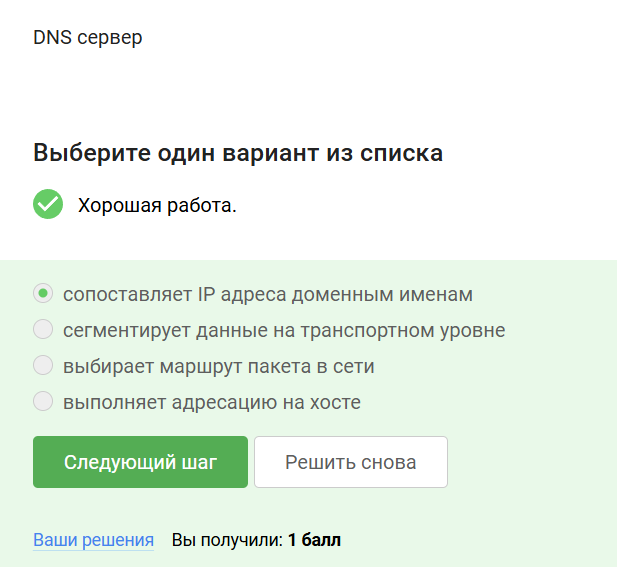 DNS сервер
Выберите один вариант из списка
Хорошая работа.
сопоставляет IP адреса доменным именам
сегментирует данные на транспортном уровне
выбирает маршрут пакета в сети
выполняет адресацию на хосте
Следующий шаг
Решить снова
Ваши решения Вы получили: 1 балл